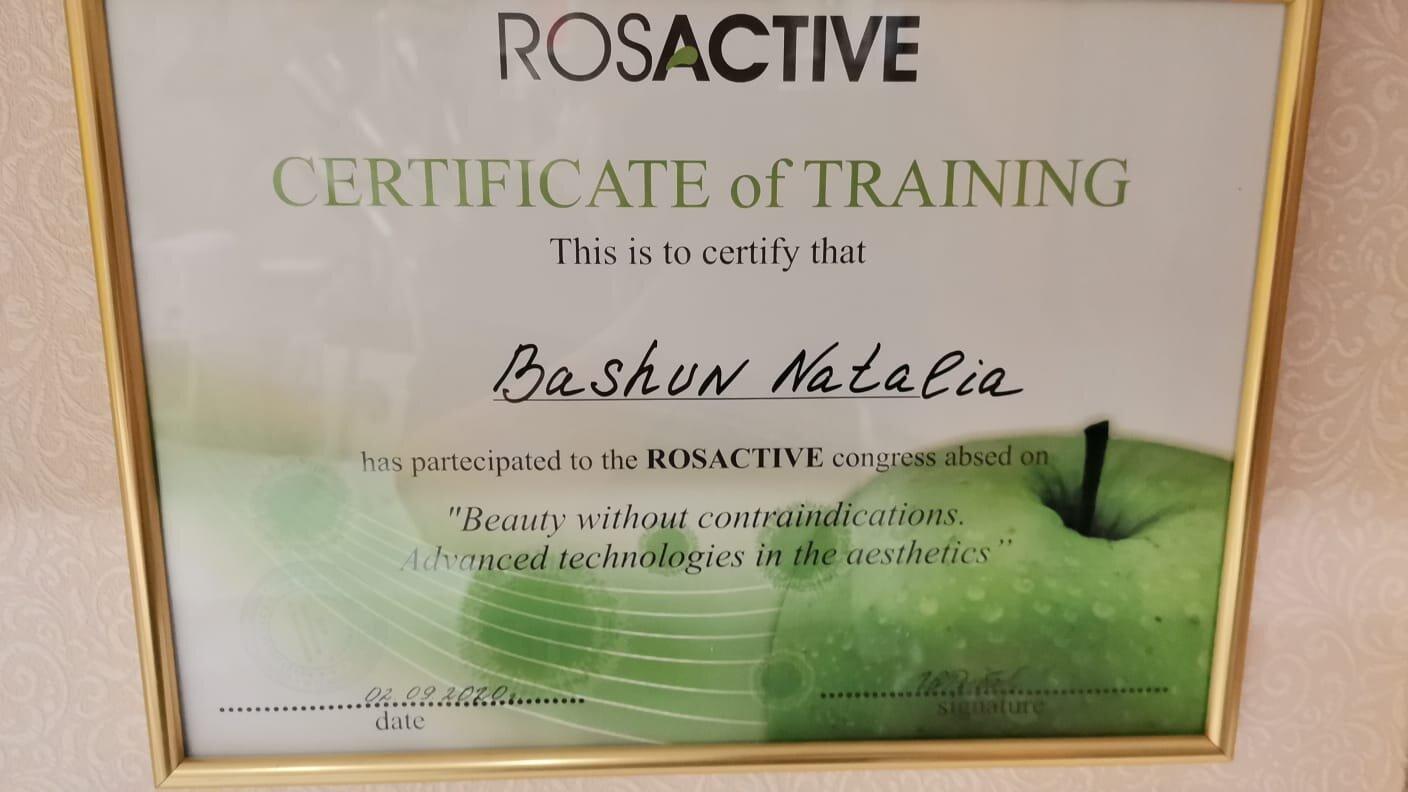 ROSACTIVE
CERTIFICATE of TRAINING
This is to certify that
Bashun Natalia
has partecipated to the ROSACTIVE congress absed on
"Beauty without contraindications.
Advanced technologies in the aesthetics"
02.09.2020
date
signature